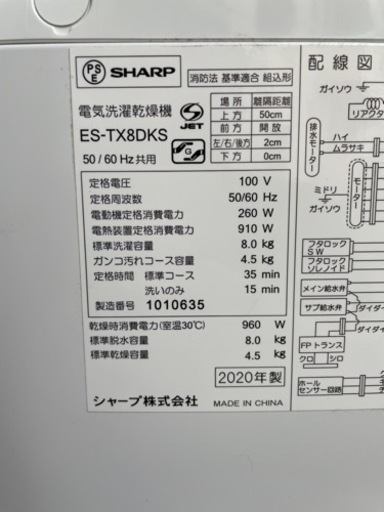 PS
E
SHARP
消防法 基準適合 組込形
電気洗濯乾燥機
ES-TX8DKS
50/60Hz共用
S
JET
G
場所 離隔距離
上方 50cm
前方 開放
左/右/後方 2cm
下方 0cm
定格電圧 100 V
定格周波数 50/60 Hz
電動機定格消費電力 260 W
電熱装置定格消費電力 910 W
標準洗濯容量 8.0 kg
ガンコ汚れコース容量 4.5 kg
定格時間 標準コース 35 min
洗いのみ 15 min
製造番号 1010635
乾燥時消費電力(室温30℃) 960 W
標準脱水容量 8.0 kg
標準乾燥容量 4.5 kg
2020年製
シャープ株式会社 MADE IN CHINA
配線図
ガイソウ
リアクタ
排水モーター
ハイ
ムラサキ
ミドリ
ガイソウ
モーター
フタロック
SW
フタロック
ソレノイド
メイン給水弁
サブ給水弁
ダイダイ
ダイダイ
FPトランス
クロ シロ
ホール
センサー回路